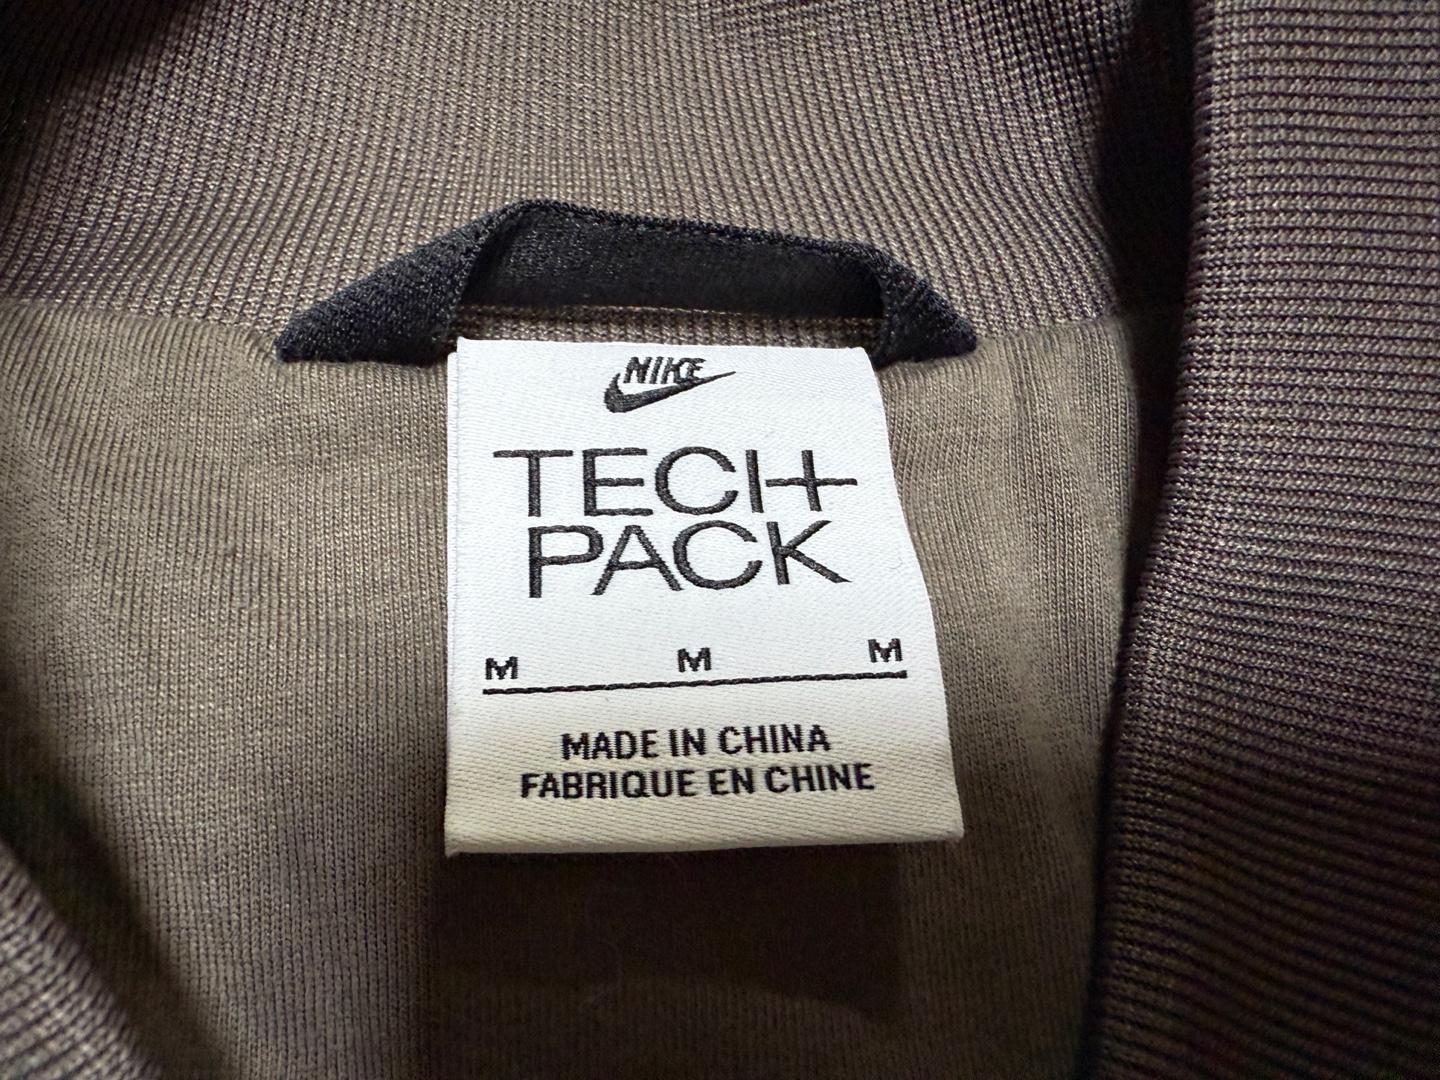 NIKE
TECH
PACK
M M M
MADE IN CHINA
FABRIQUE EN CHINE